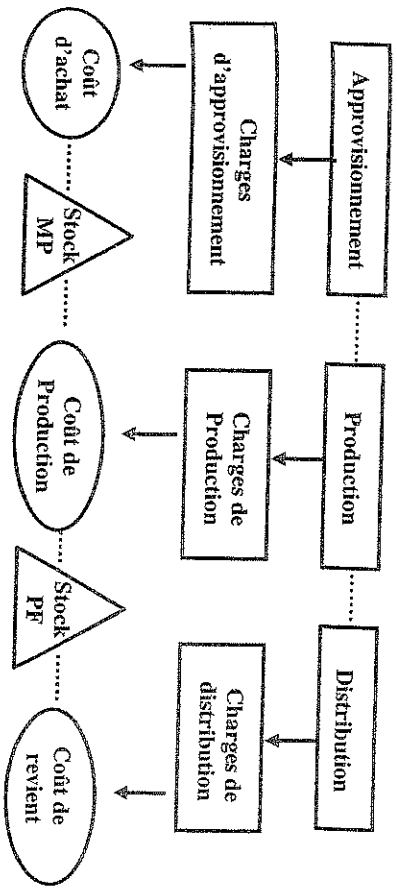 Approvisionnement
Production
Distribution
Charges
d'approvisionnement
Charges de
Production
Charges de
distribution
Coût
d'achat
Stock
MP
Coût de
Production
Stock
PF
Coût de
revient